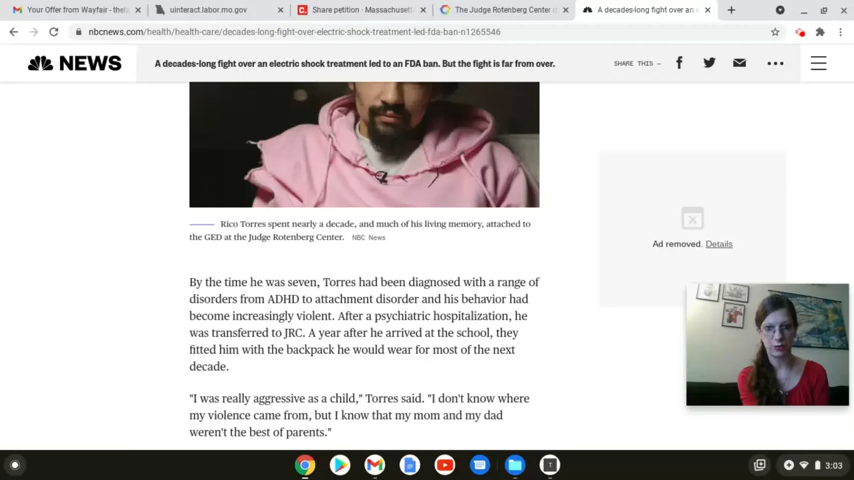 Your Offer from Wayfair - thela
uinteract.labor.mo.gov
Share petition · Massachusett
The Judge Rotenberg Center o
A decades-long fight over an e
nbcnews.com/health/health-care/decades-long-fight-over-electric-shock-treatment-led-fda-ban-n1265546
NEWS
A decades-long fight over an electric shock treatment led to an FDA ban. But the fight is far from over.
SHARE THIS —
Rico Torres spent nearly a decade, and much of his living memory, attached to
the GED at the Judge Rotenberg Center. NBC News
Ad removed. Details
By the time he was seven, Torres had been diagnosed with a range of
disorders from ADHD to attachment disorder and his behavior had
become increasingly violent. After a psychiatric hospitalization, he
was transferred to JRC. A year after he arrived at the school, they
fitted him with the backpack he would wear for most of the next
decade.
"I was really aggressive as a child," Torres said. "I don't know where
my violence came from, but I know that my mom and my dad
weren't the best of parents."
3:03